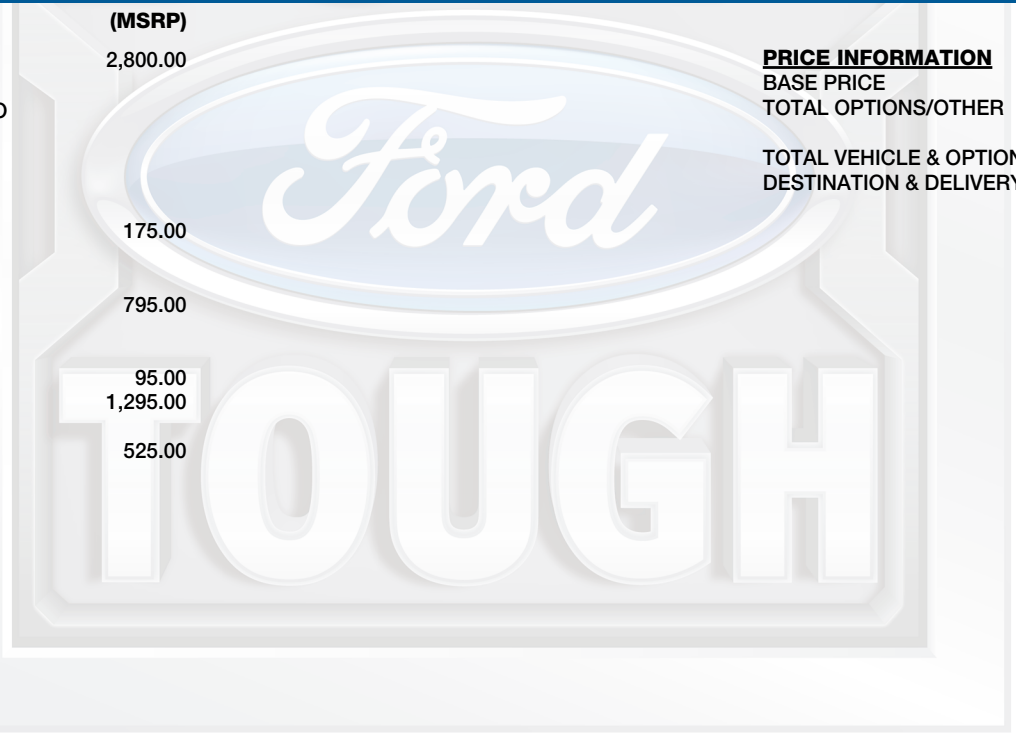 (MSRP)
2,800.00
O
175.00
795.00
95.00
1,295.00
525.00
PRICE INFORMATION
BASE PRICE
TOTAL OPTIONS/OTHER
TOTAL VEHICLE & OPTION
DESTINATION & DELIVERY
Ford
TOUGH